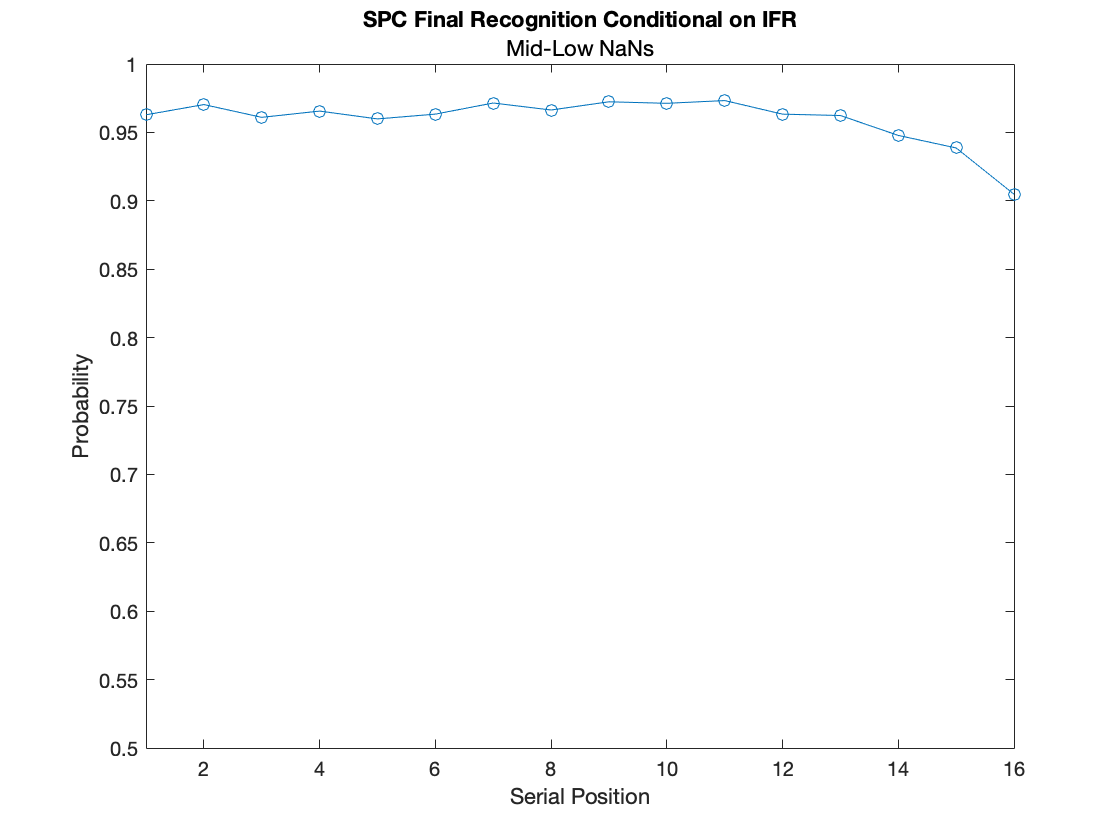 SPC Final Recognition Conditional on IFR
Mid-Low NaNs
1
0.95
0.9
0.85
0.8
0.75
0.7
0.65
0.6
0.55
0.5
Probability
2 4 6 8 10 12 14 16
Serial Position